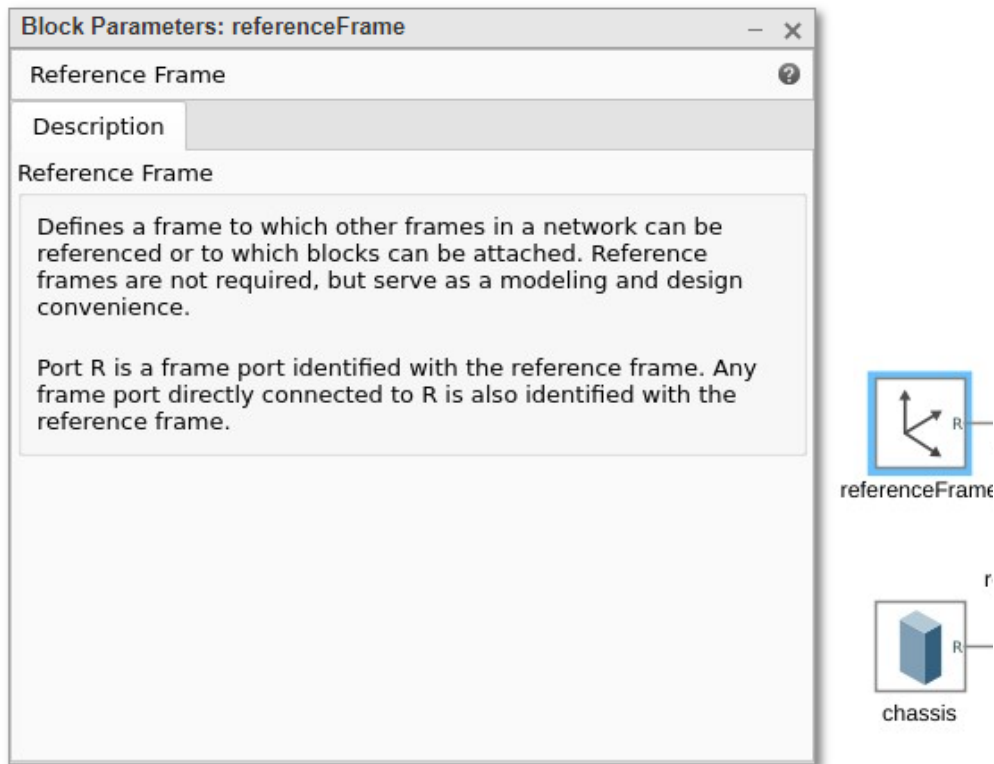 Block Parameters: referenceFrame
Reference Frame
Description
Reference Frame
Defines a frame to which other frames in a network can be
referenced or to which blocks can be attached. Reference
frames are not required, but serve as a modeling and design
convenience.
Port R is a frame port identified with the reference frame. Any
frame port directly connected to R is also identified with the
reference frame.
R
referenceFrame
R
chassis